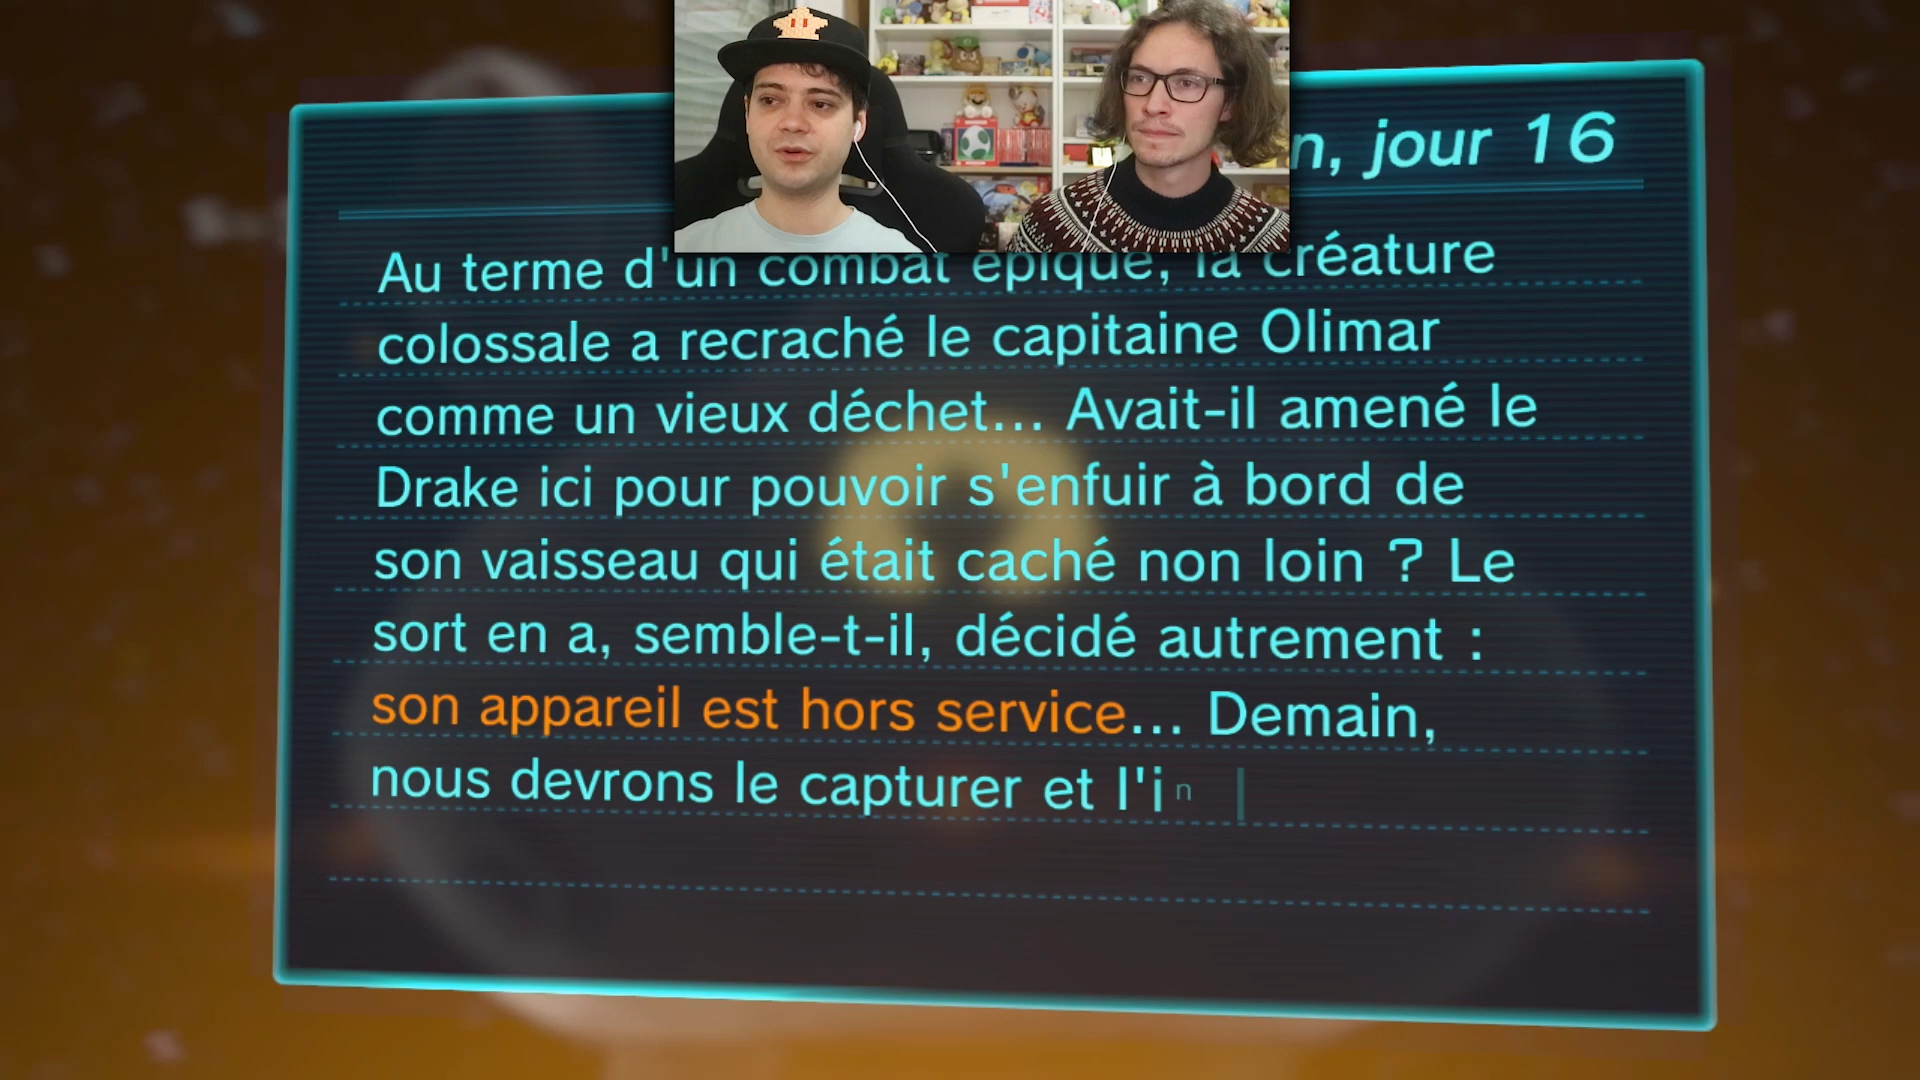 n, jour 16
Au terme d'un combat épique, la créature
colossale a recraché le capitaine Olimar
comme un vieux déchet... Avait-il amené le
Drake ici pour pouvoir s'enfuir à bord de
son vaisseau qui était caché non loin ? Le
sort en a, semble-t-il, décidé autrement :
son appareil est hors service... Demain,
nous devrons le capturer et l'in